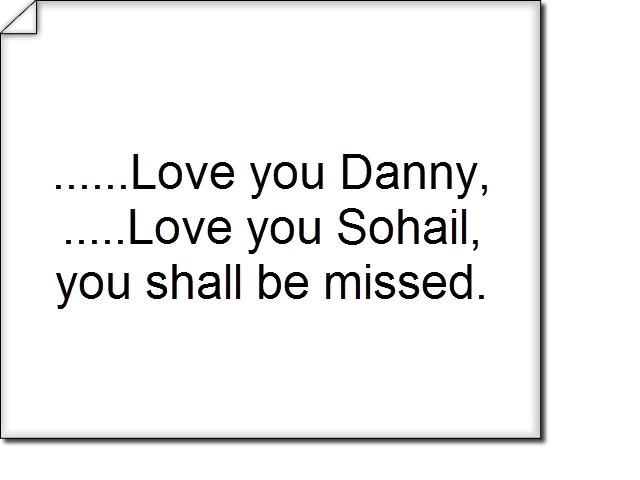 ......Love you Danny,
.....Love you Sohail,
you shall be missed.